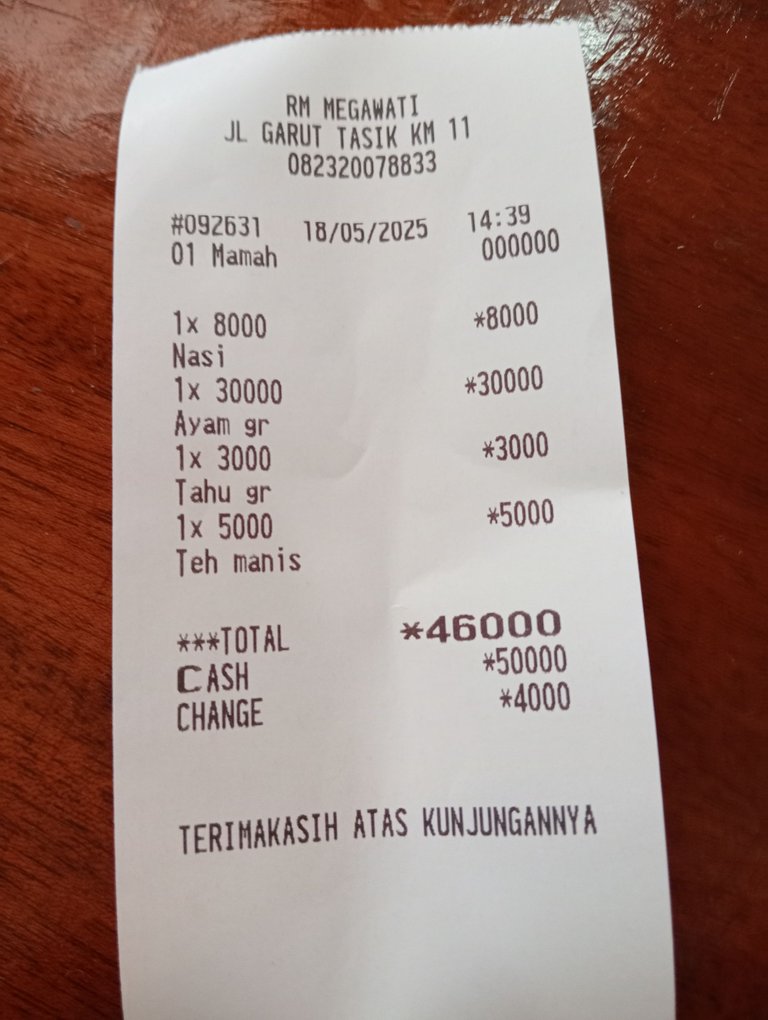 RM MEGAWATI
JL GARUT TASIK KM 11
082320078833
#092631 18/05/2025 14:39
01 Mamah 000000
1x 8000 *8000
Nasi
1x 30000 *30000
Ayam gr
1x 3000 *3000
Tahu gr
1x 5000 *5000
Teh manis
***TOTAL *46000
CASH *50000
CHANGE *4000
TERIMAKASIH ATAS KUNJUNGANNYA